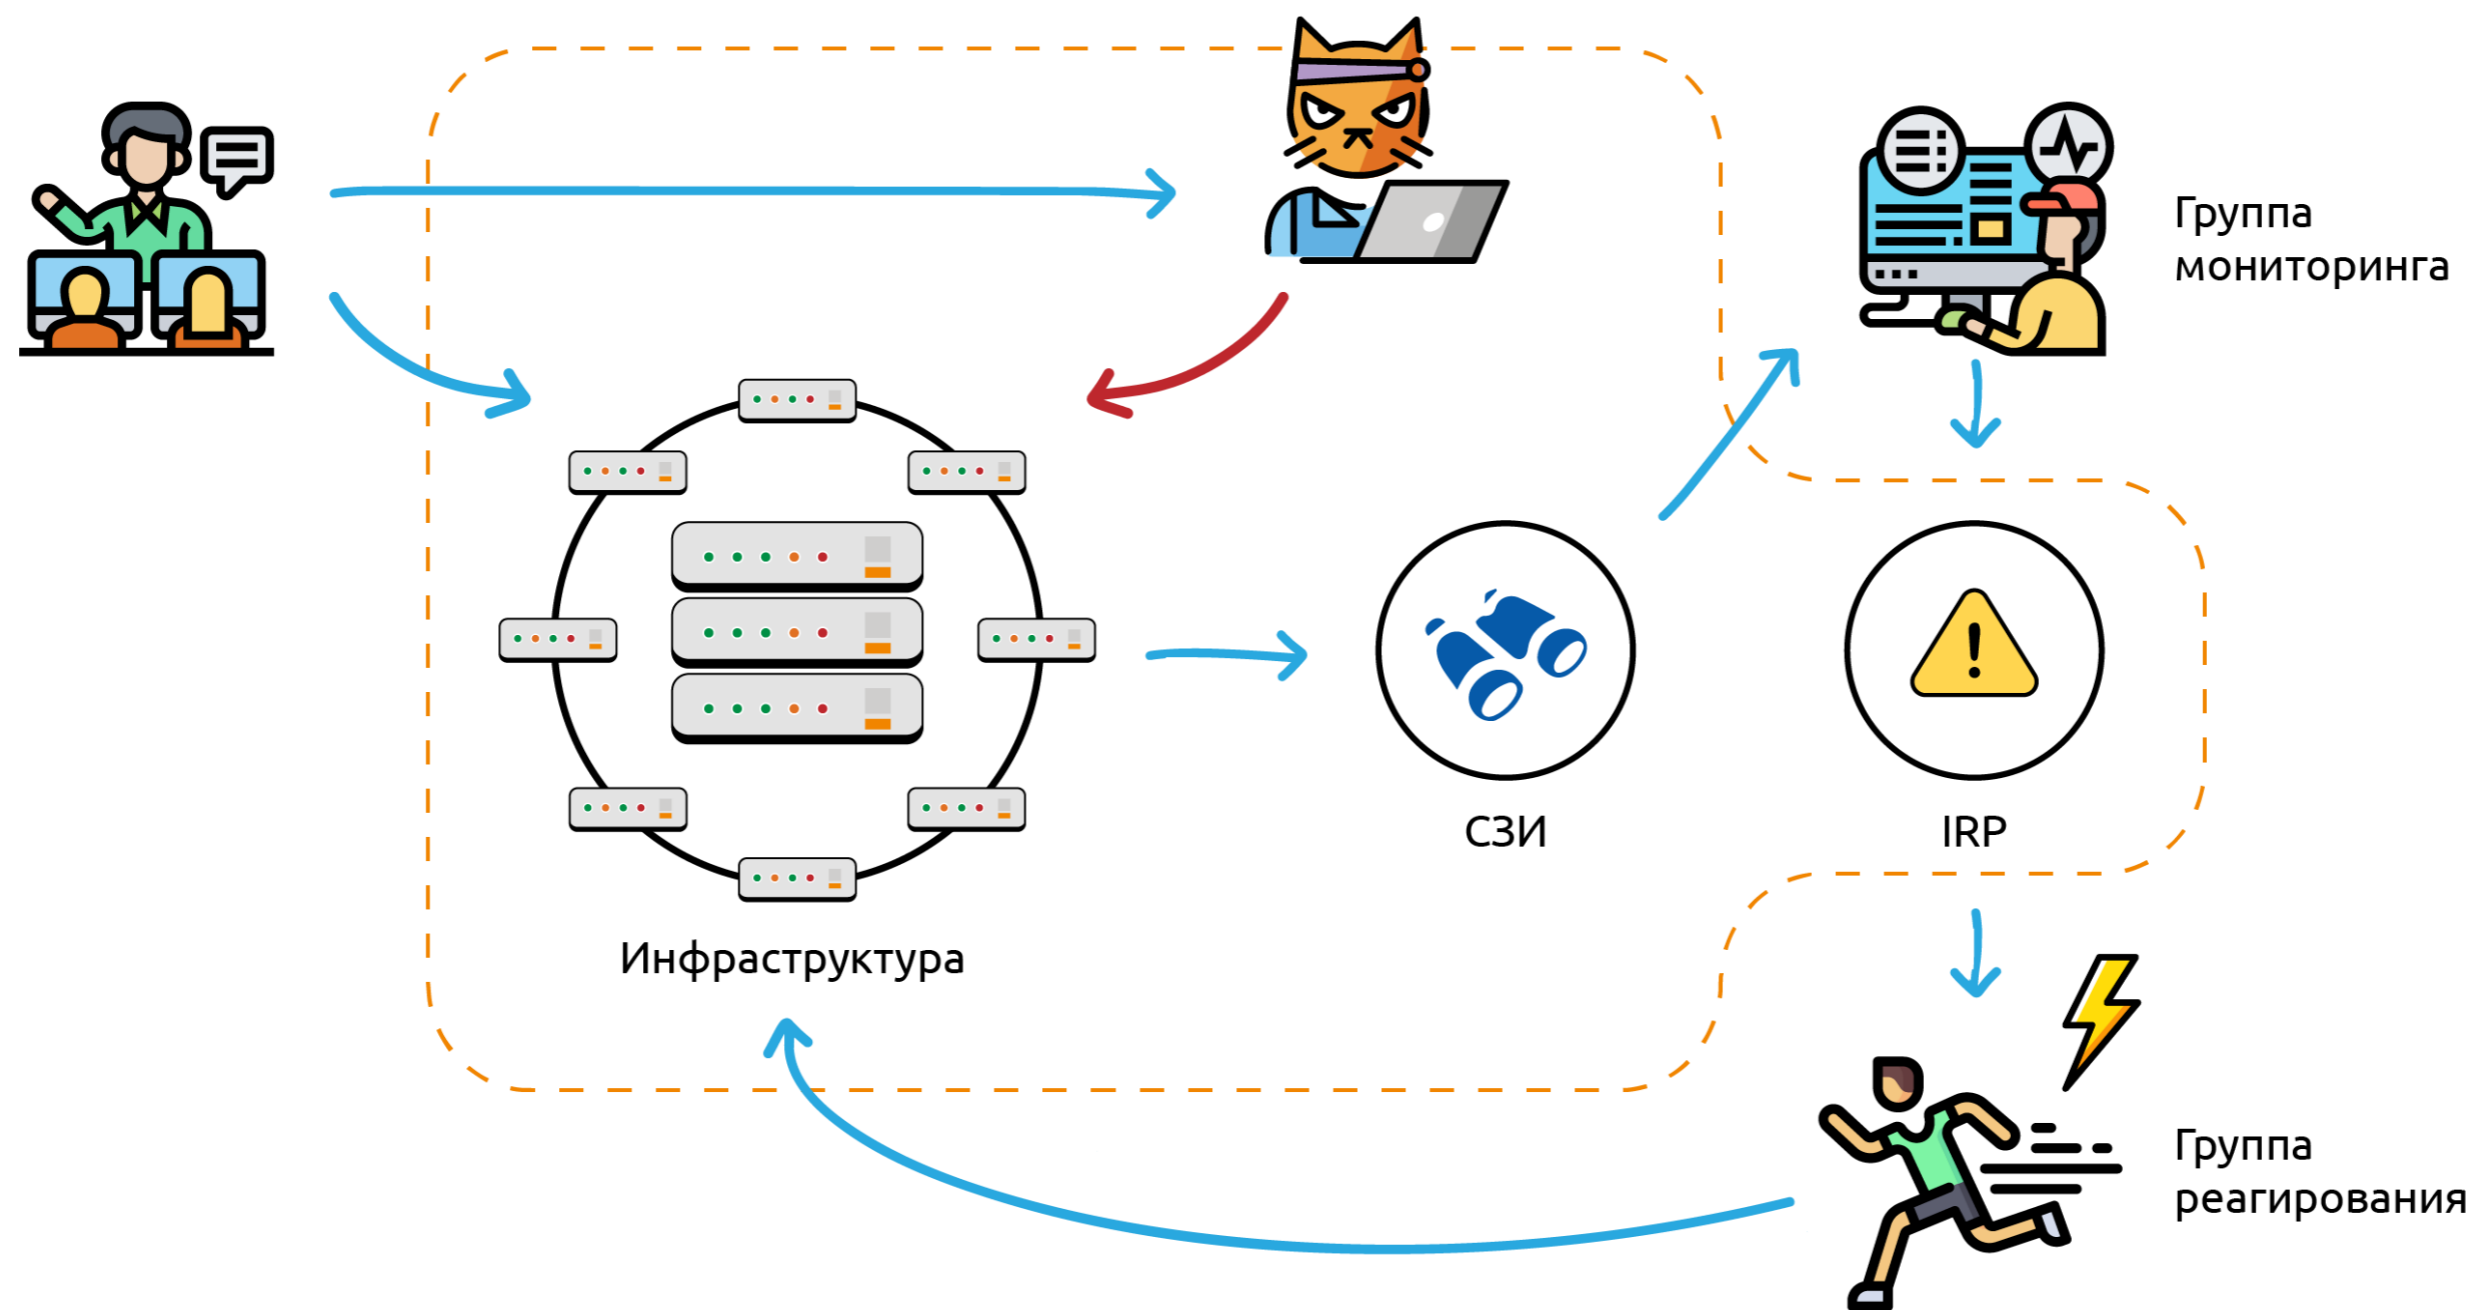 Группа
мониторинга
СЗИ
IRP
Инфраструктура
Группа
реагирования